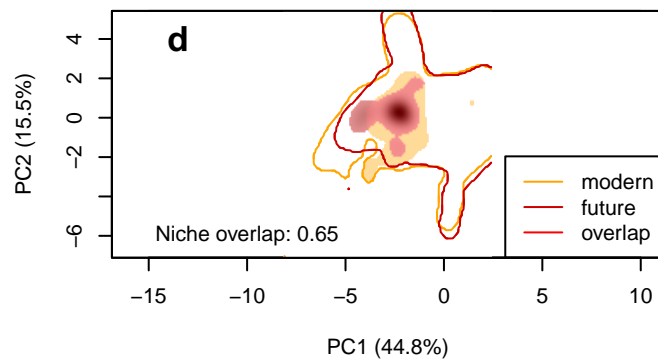 d
4
2
0
−2
−6
PC2 (15.5%)
Niche overlap: 0.65
modern
future
overlap
−15
−10
−5
0
5
10
PC1 (44.8%)